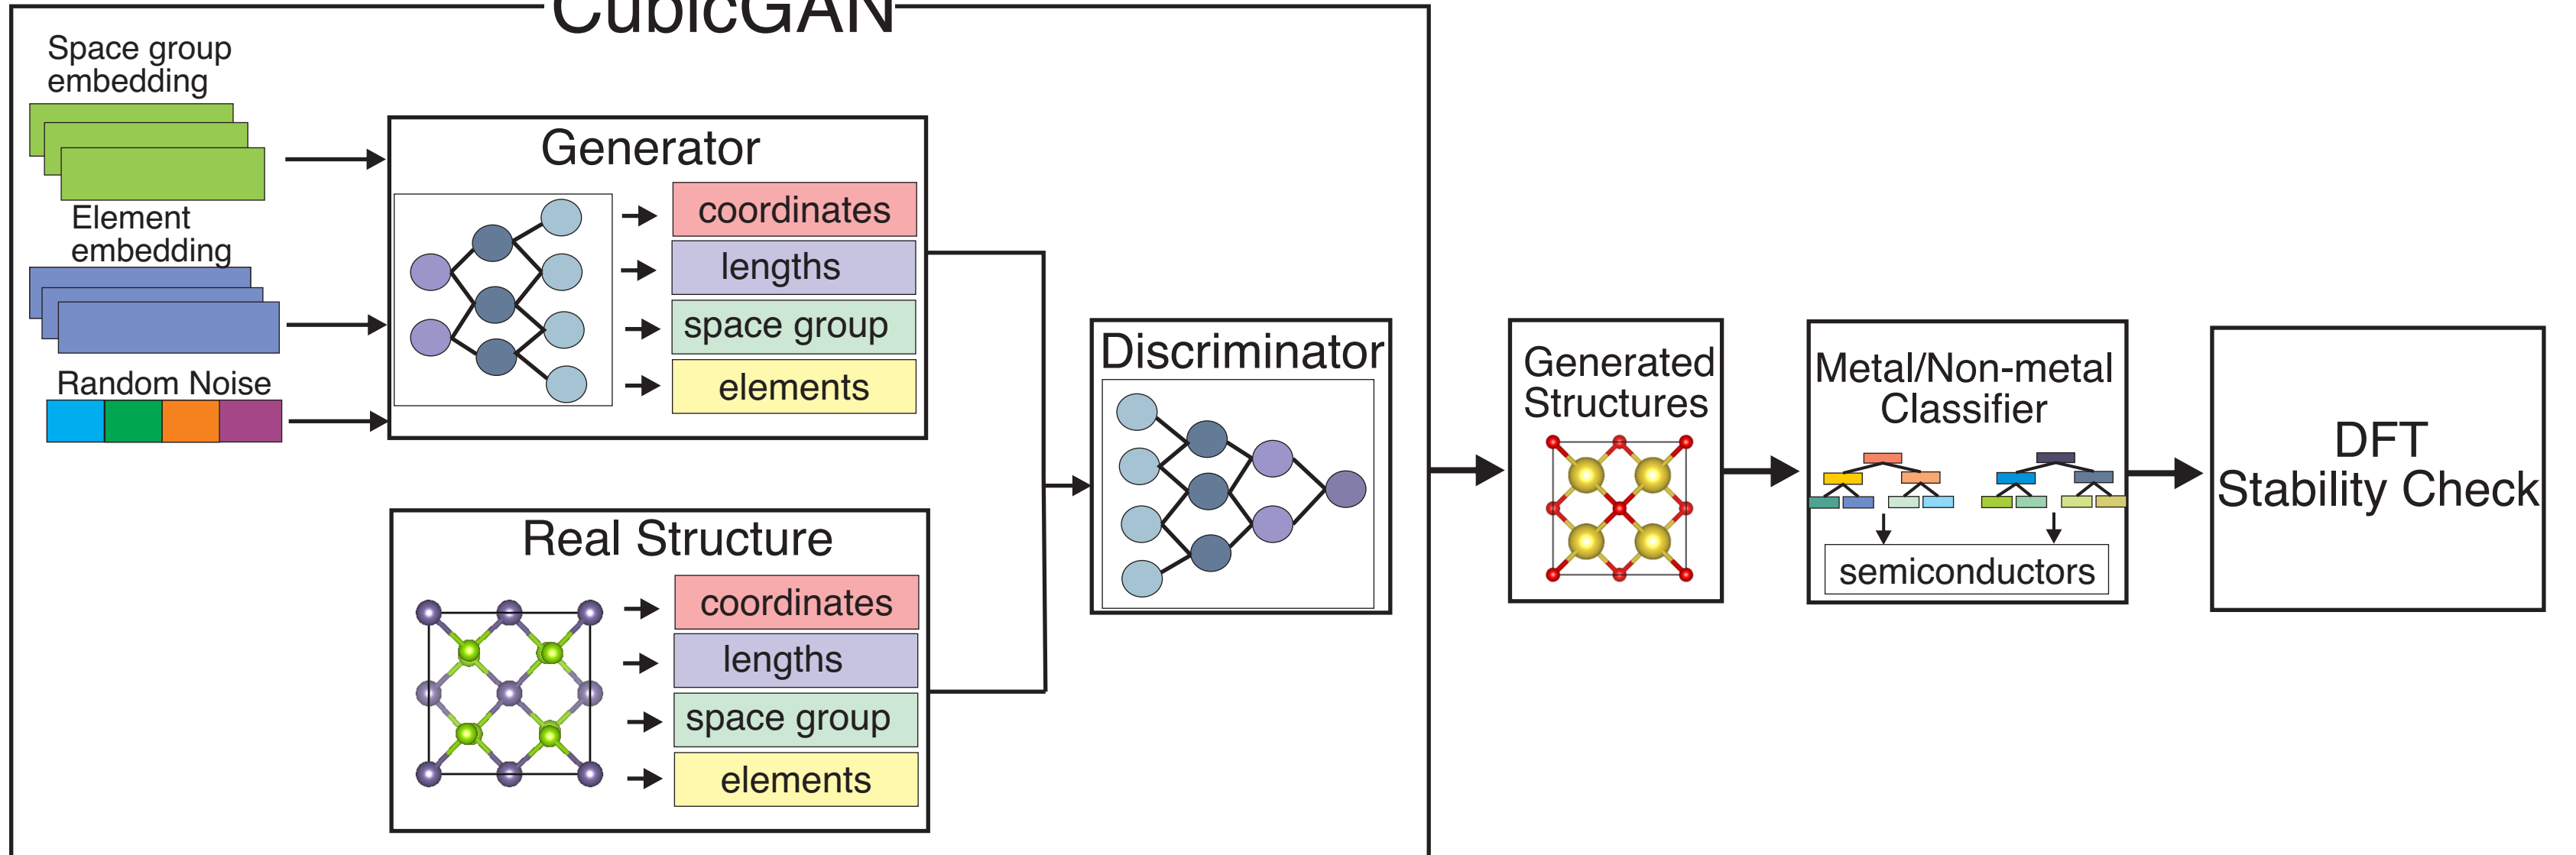 CubicGAN
Space group
embedding
Element
embedding
Random Noise
Generator
coordinates
lengths
space group
elements
Real Structure
coordinates
lengths
space group
elements
Discriminator
Generated
Structures
Metal/Non-metal
Classifier
semiconductors
DFT
Stability Check